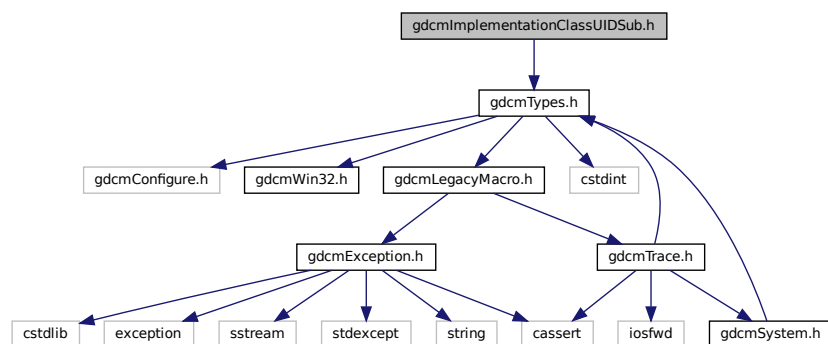 gdcmImplementationClassUIDSub.h
gdcmTypes.h
gdcmConfigure.h
gdcmWin32.h
gdcmLegacyMacro.h
cstdint
gdcmException.h
gdcmTrace.h
cstdlib
exception
sstream
stdexcept
string
cassert
iosfwd
gdcmSystem.h